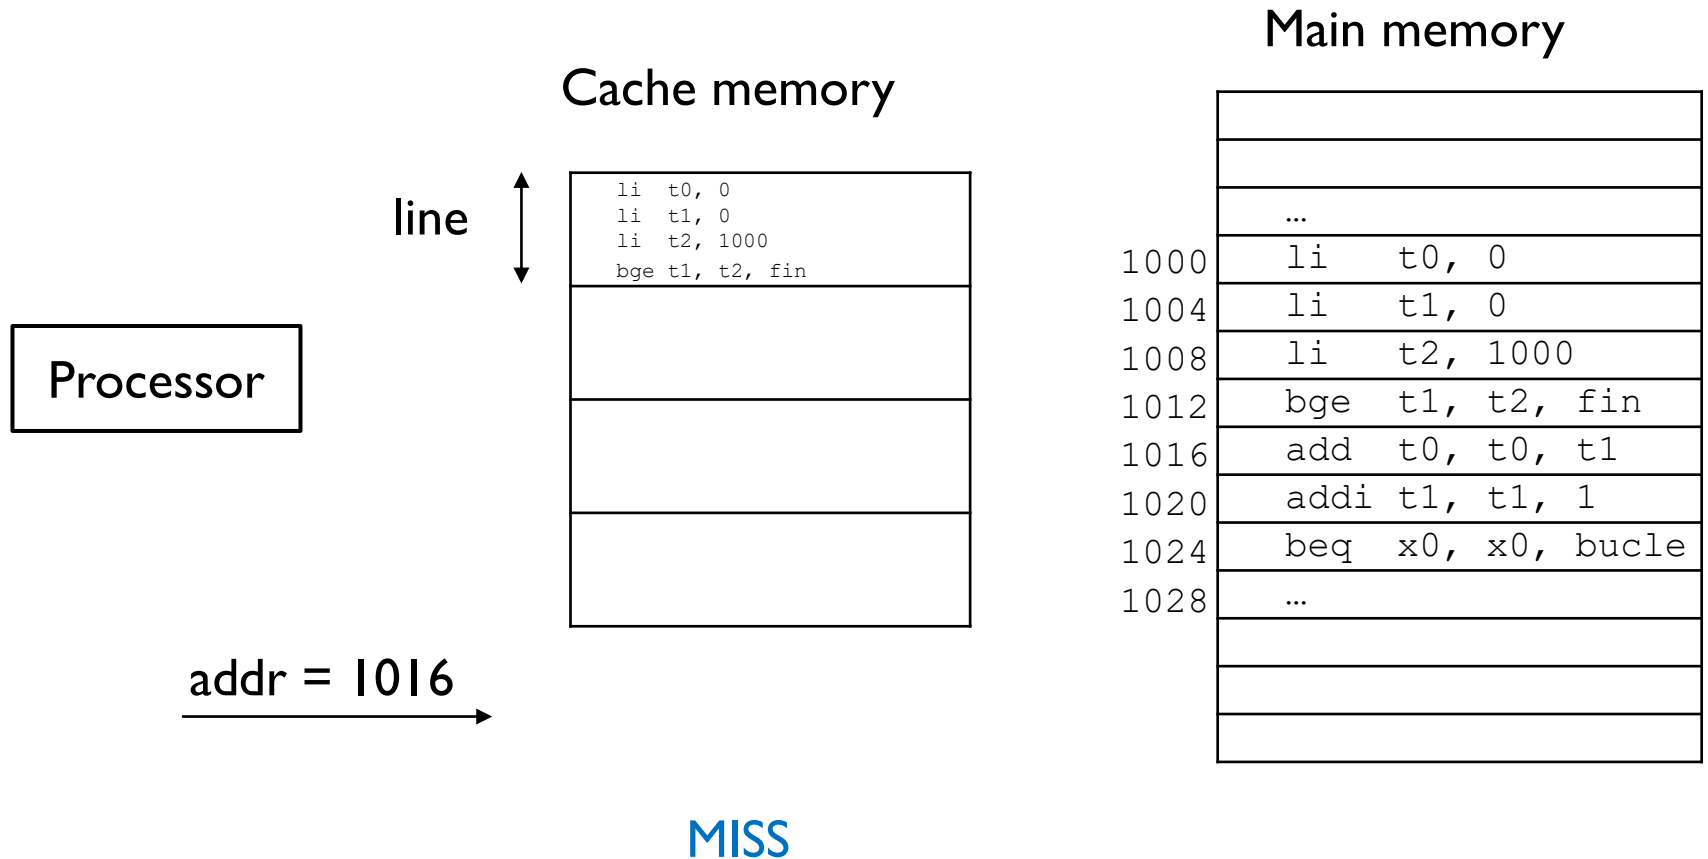 Main memory
Cache memory
line
li t0, 0
li t1, 0
li t2, 1000
bge t1, t2, fin
Processor
addr = 1016
MISS
…
1000 li t0, 0
1004 li t1, 0
1008 li t2, 1000
1012 bge t1, t2, fin
1016 add t0, t0, t1
1020 addi t1, t1, 1
1024 beq x0, x0, bucle
1028 …